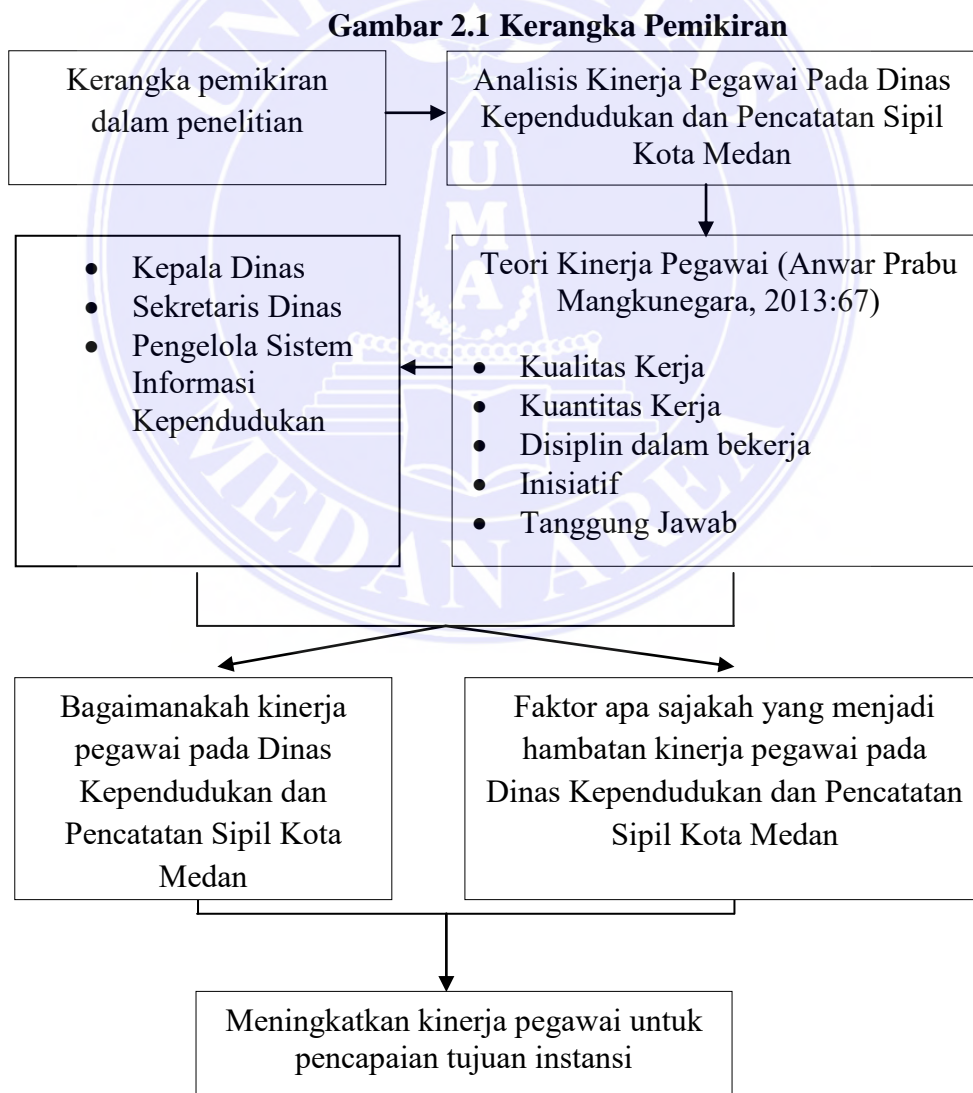 Gambar 2.1 Kerangka Pemikiran
Kerangka pemikiran
dalam penelitian
Analisis Kinerja Pegawai Pada Dinas
Kependudukan dan Pencatatan Sipil
Kota Medan
• Kepala Dinas
• Sekretaris Dinas
• Pengelola Sistem
Informasi
Kependudukan
Teori Kinerja Pegawai (Anwar Prabu
Mangkunegara, 2013:67)
• Kualitas Kerja
• Kuantitas Kerja
• Disiplin dalam bekerja
• Inisiatif
• Tanggung Jawab
Bagaimanakah kinerja
pegawai pada Dinas
Kependudukan dan
Pencatatan Sipil Kota
Medan
Faktor apa sajakah yang menjadi
hambatan kinerja pegawai pada
Dinas Kependudukan dan Pencatatan
Sipil Kota Medan
Meningkatkan kinerja pegawai untuk
pencapaian tujuan instansi
UMA
MEDAN AREA